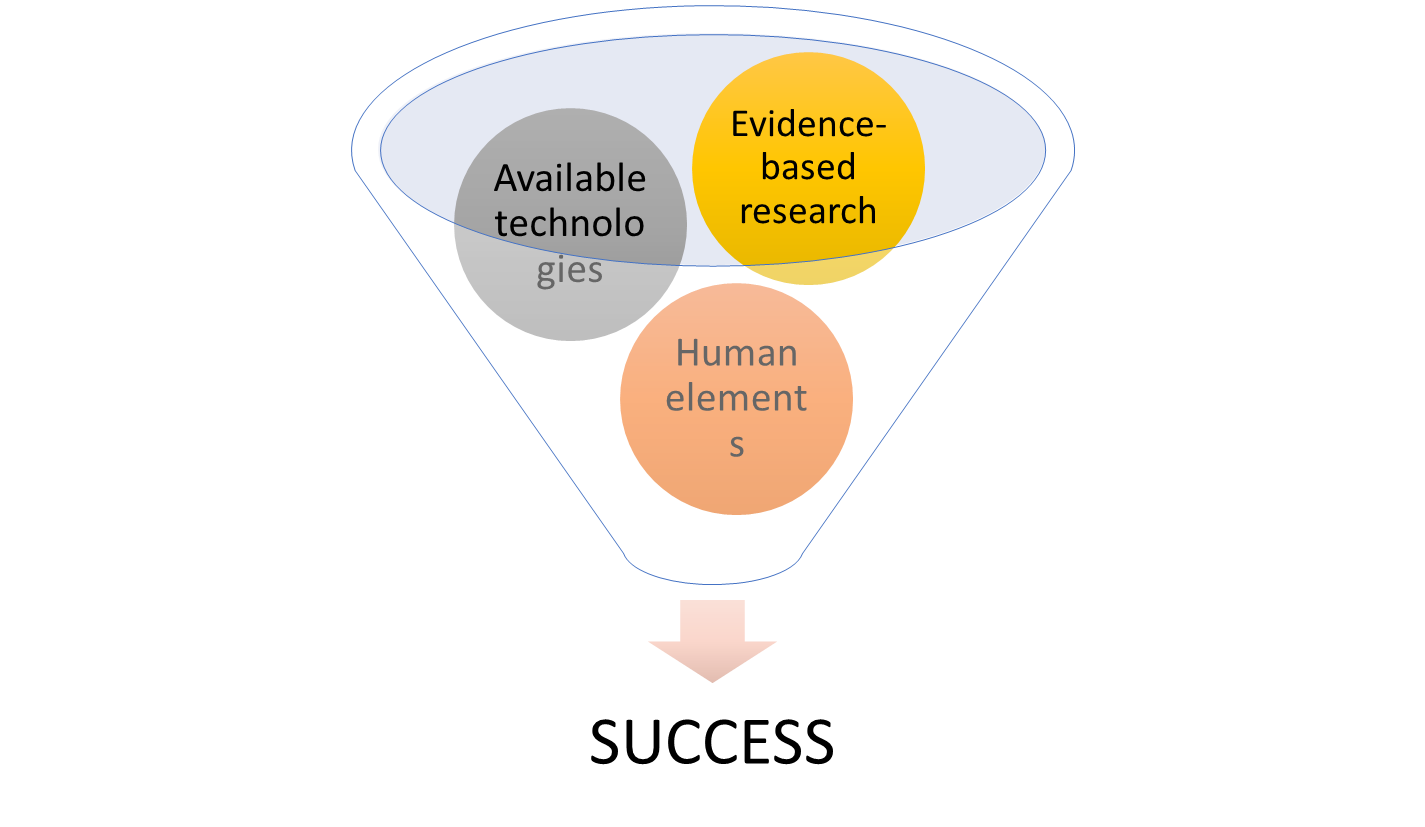 Available
technolo
gies
Evidence-
based
research
Human
element
s
SUCCESS